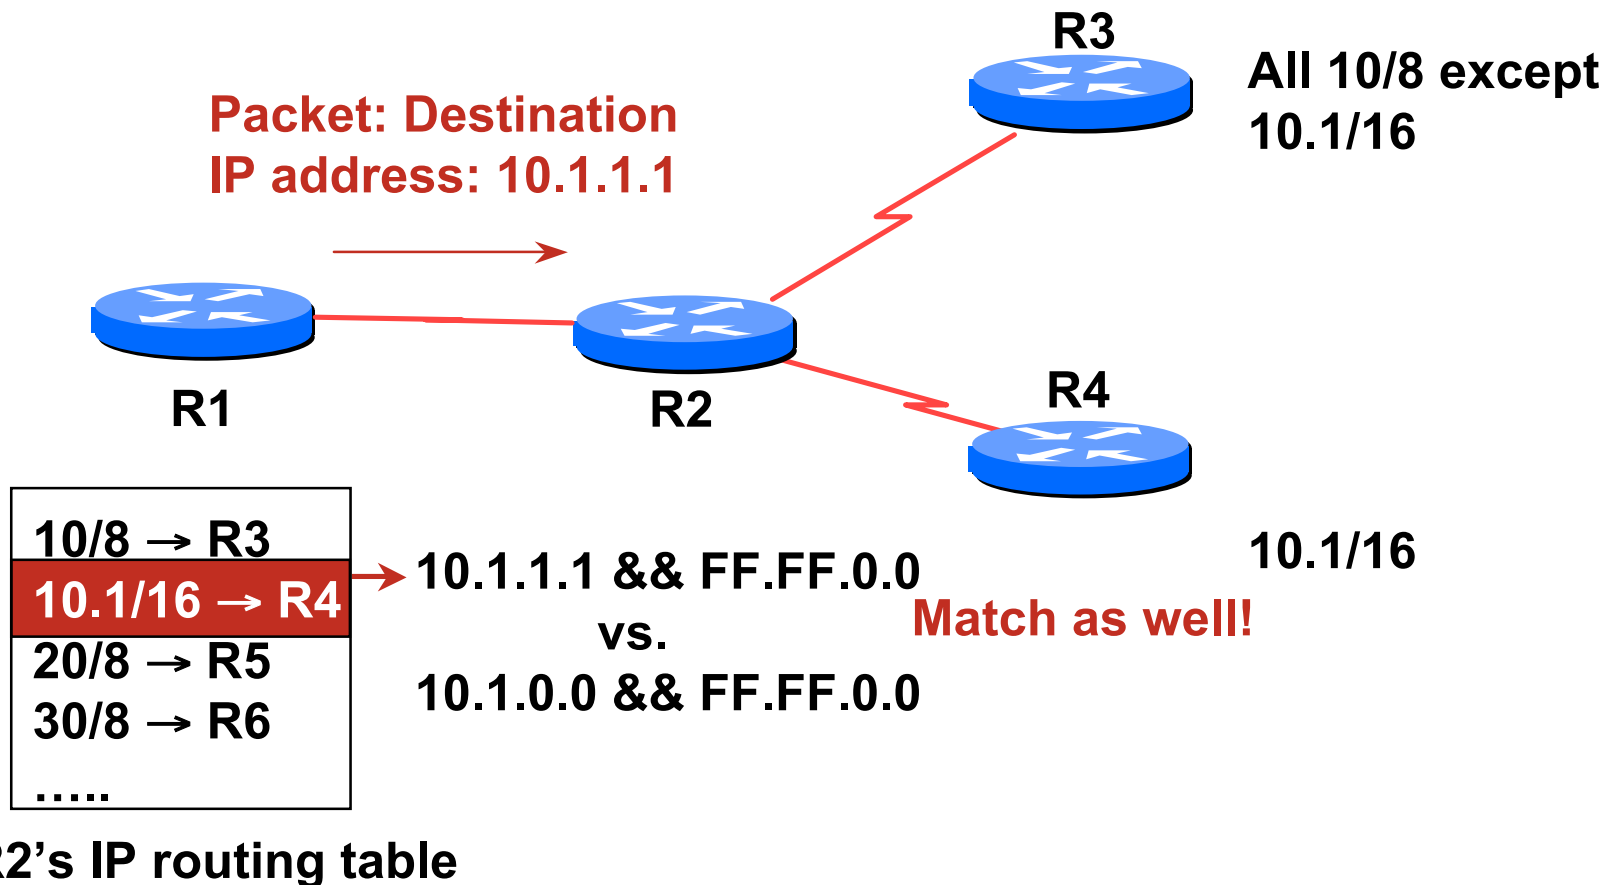 R3
All 10/8 except
10.1/16
Packet: Destination
IP address: 10.1.1.1
R1
R2
R4
10.1/16
10/8 → R3
10.1/16 → R4
20/8 → R5
30/8 → R6
…..
10.1.1.1 && FF.FF.0.0
vs.
10.1.0.0 && FF.FF.0.0
Match as well!
R2’s IP routing table